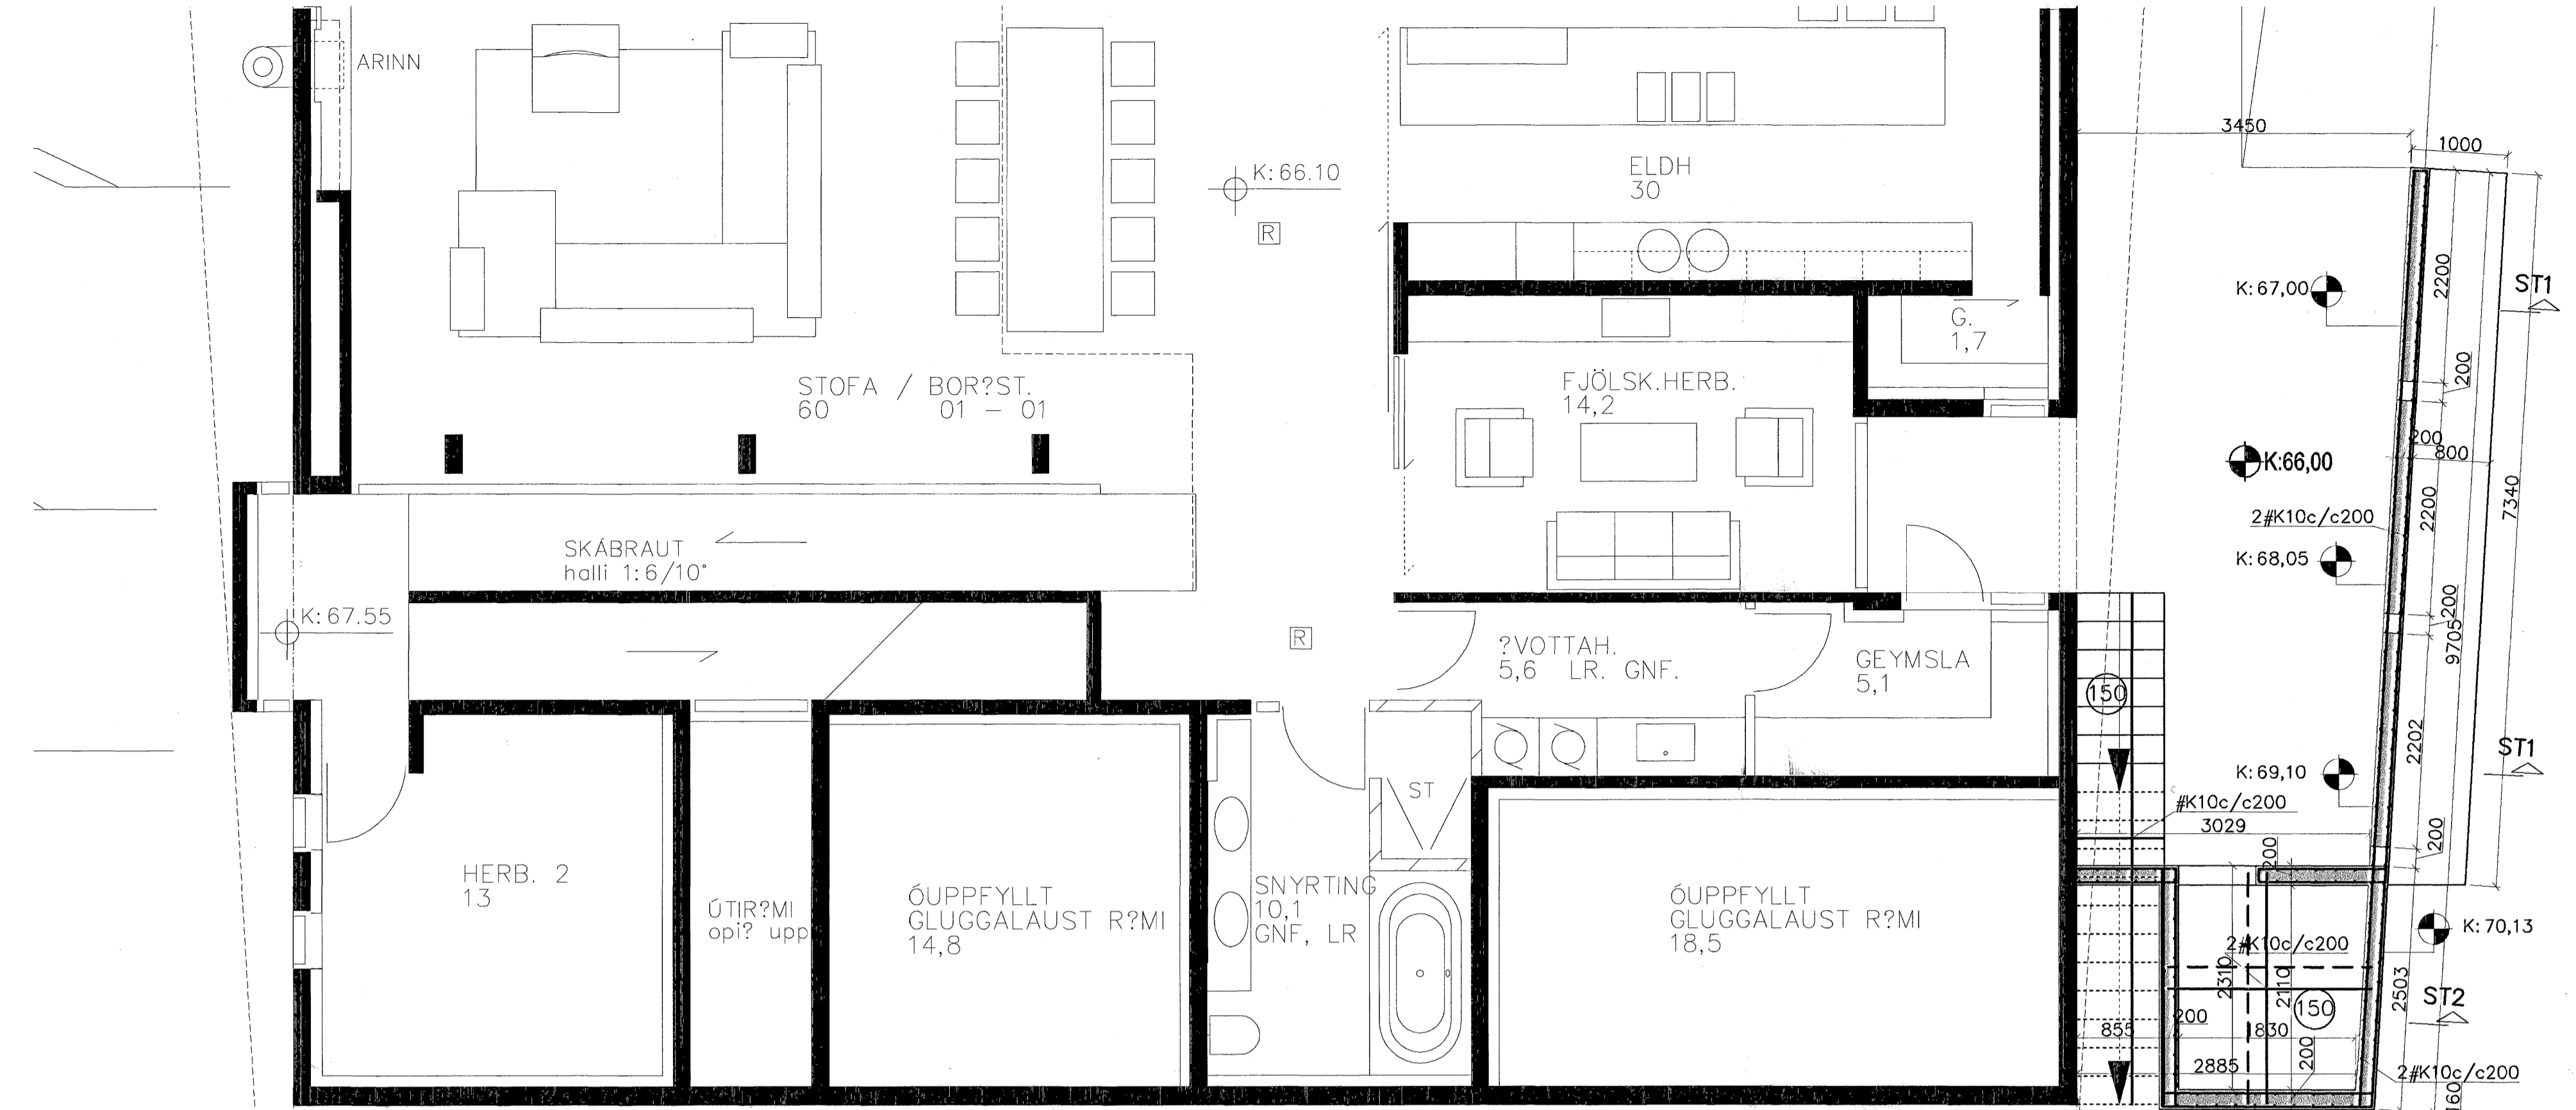 ARINN
K: 66.10
R
STOFA / BOR?ST.
60 01 – 01
ELDH
30
G.
1,7
FJÖLSK.HERB.
14,2
SKÁBRAUT
halli 1:6/10°
K: 67.55
R
?VOTTAH.
5,6 LR. GNF.
GEYMSLA
5,1
ST
HERB. 2
13
ÚTIR?MI
opi? upp
ÓUPPFYLLT
GLUGGALAUST R?MI
14,8
SNYRTING
10,1
GNF, LR
ÓUPPFYLLT
GLUGGALAUST R?MI
18,5
3450
1000
K: 67,00
2200
ST1
200
200
800
K:66,00
2200
7340
2#K10c/c200
K: 68,05
200
9705
150
2202
ST1
K: 69,10
#K10c/c200
3029
200
200
K: 70,13
2#K10c/c200
2310
2110
2503
150
ST2
855
200
1830
2885
200
2#K10c/c200
160